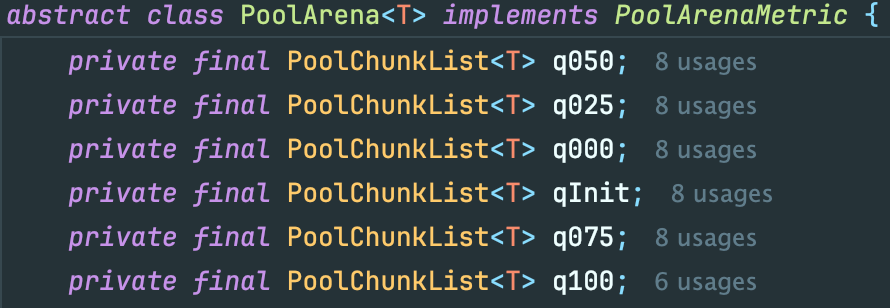 abstract class PoolArena<T> implements PoolArenaMetric {
private final PoolChunkList<T> q050; 8 usages
private final PoolChunkList<T> q025; 8 usages
private final PoolChunkList<T> q000; 8 usages
private final PoolChunkList<T> qInit; 8 usages
private final PoolChunkList<T> q075; 8 usages
private final PoolChunkList<T> q100; 6 usages